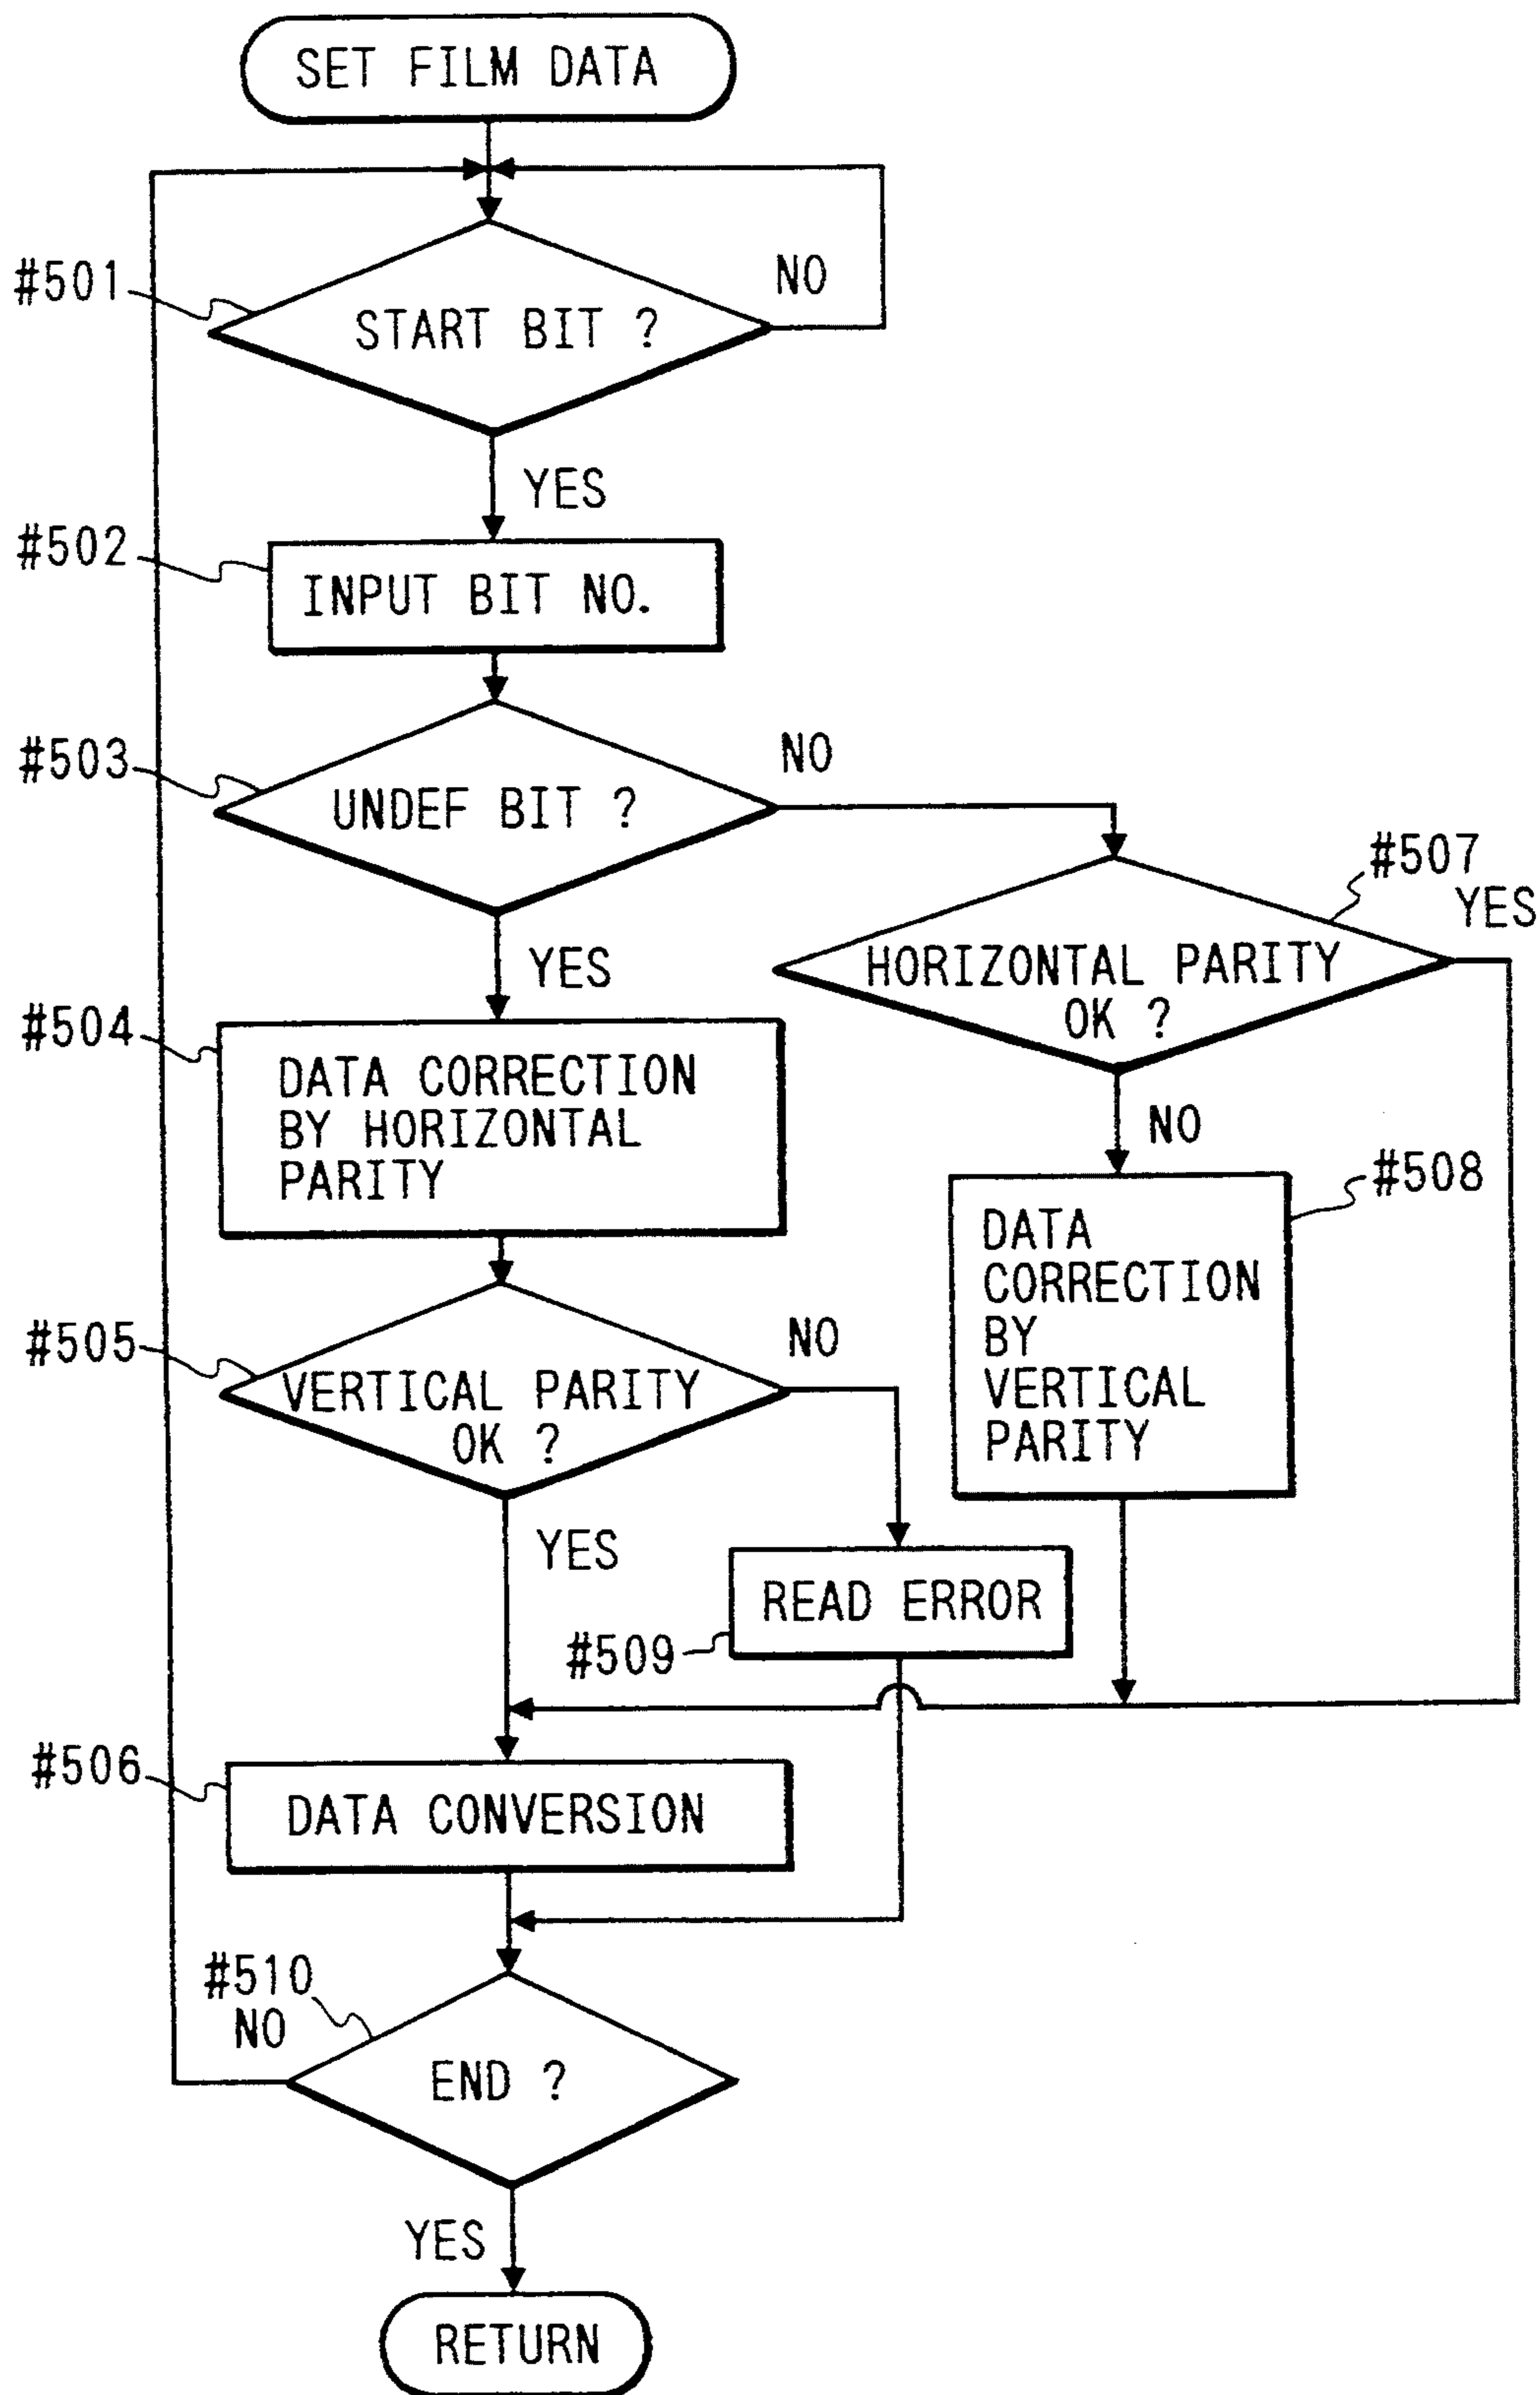 SET FILM DATA
#501
START BIT ?
NO
YES
#502
INPUT BIT NO.
#503
UNDEF BIT ?
NO
YES
#507
YES
HORIZONTAL PARITY
OK ?
NO
#504
DATA CORRECTION
BY HORIZONTAL
PARITY
#508
DATA
CORRECTION
BY
VERTICAL
PARITY
#505
VERTICAL PARITY
OK ?
NO
YES
READ ERROR
#509
#506
DATA CONVERSION
#510
NO
END ?
YES
RETURN